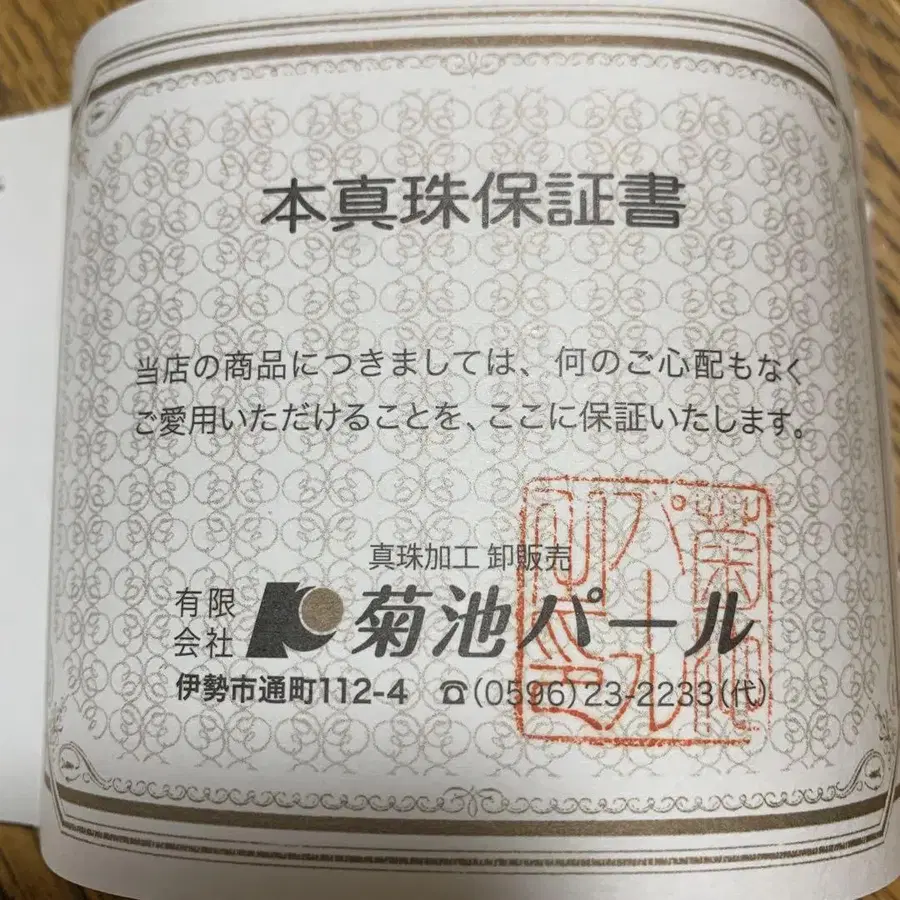 本真珠保証書
当店の商品につきましては、何のご心配もなく
ご愛用いただけることを、ここに保証いたします。
真珠加工 卸販売
有限会社 菊池パール
伊勢市通町112-4 ☎(0596)23-2233(代)